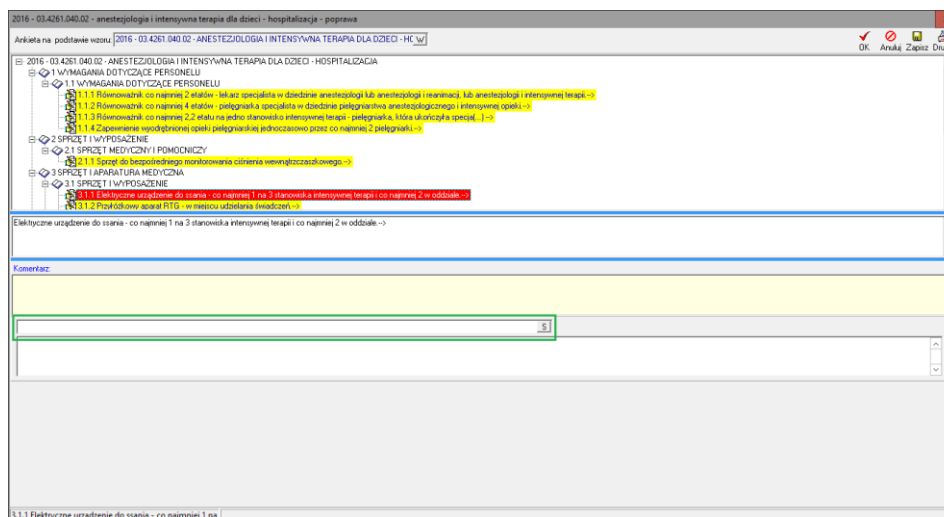 2016 - 03.4261.040.02 - anestezjologia i intensywna terapia dla dzieci - hospitalizacja - poprawa
Ankieta na podstawie wzoru: 2016 - 03.4261.040.02 - ANESTEZJOLOGIA I INTENSYWNA TERAPIA DLA DZIECI - HC W
OK Anuluj Zapisz Dru
2016 - 03.4261.040.02 - ANESTEZJOLOGIA I INTENSYWNA TERAPIA DLA DZIECI - HOSPITALIZACJA
1 WYMAGANIA DOTYCZĄCE PERSONELU
1.1 WYMAGANIA DOTYCZĄCE PERSONELU
1.1.1 Równoważnik co najmniej 2 etatów - lekarz specjalista w dziedzinie anestezjologii lub anestezjologii i reanimacji, lub anestezjologii i intensywnej terapii.-->
1.1.2 Równoważnik co najmniej 4 etatów - pielęgniarka specjalista w dziedzinie pielęgniarstwa anestezjologicznego i intensywnej opieki.-->
1.1.3 Równoważnik co najmniej 2,2 etatu na jedno stanowisko intensywnej terapii - pielęgniarka, która ukończyła specja(...)-->
1.1.4 Zapewnienie wyodrębnionej opieki pielęgniarskiej jednoczasowo przez co najmniej 2 pielęgniarki.-->
2 SPRZĘT I WYPOSAŻENIE
2.1 SPRZĘT MEDYCZNY I POMOCNICZY
2.1.1 Sprzęt do bezpośredniego monitorowania ciśnienia wewnątrzczaszkowego.-->
3 SPRZĘT I APARATURA MEDYCZNA
3.1 SPRZĘT I WYPOSAŻENIE
3.1.1 Elektryczne urządzenie do ssania - co najmniej 1 na 3 stanowiska intensywnej terapii i co najmniej 2 w oddziale.-->
3.1.2 Przyłóżkowy aparat RTG - w miejscu udzielania świadczeń.-->
Elektryczne urządzenie do ssania - co najmniej 1 na 3 stanowiska intensywnej terapii i co najmniej 2 w oddziale.-->
Komentarz:
S
3.1.1 Elektryczne urządzenie do ssania - co najmniej 1 na